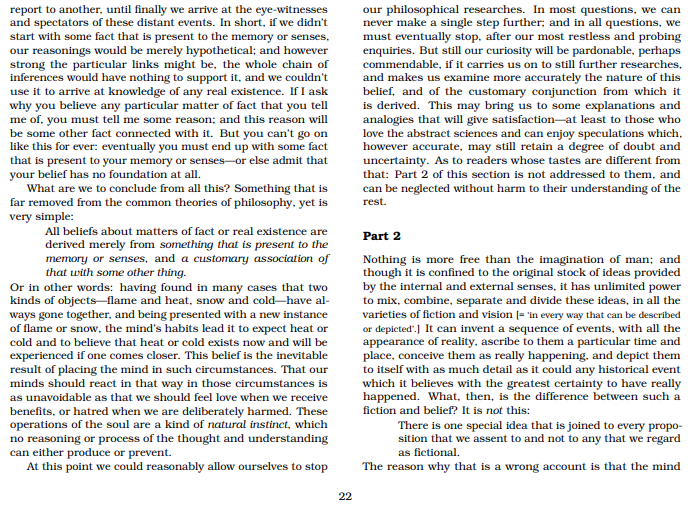 report to another, until finally we arrive at the eye-witnesses
and spectators of these distant events. In short, if we didn't
start with some fact that is present to the memory or senses,
our reasonings would be merely hypothetical; and however
strong the particular links might be, the whole chain of
inferences would have nothing to support it, and we couldn't
use it to arrive at knowledge of any real existence. If I ask
why you believe any particular matter of fact that you tell
me of, you must tell me some reason; and this reason will
be some other fact connected with it. But you can't go on
like this for ever: eventually you must end up with some fact
that is present to your memory or senses—or else admit that
your belief has no foundation at all.
What are we to conclude from all this? Something that is
far removed from the common theories of philosophy, yet is
very simple:
All beliefs about matters of fact or real existence are
derived merely from something that is present to the
memory or senses, and a customary association of
that with some other thing.
Or in other words: having found in many cases that two
kinds of objects—flame and heat, snow and cold—have al-
ways gone together, and being presented with a new instance
of flame or snow, the mind's habits lead it to expect heat or
cold and to believe that heat or cold exists now and will be
experienced if one comes closer. This belief is the inevitable
result of placing the mind in such circumstances. That our
minds should react in that way in those circumstances is
as unavoidable as that we should feel love when we receive
benefits, or hatred when we are deliberately harmed. These
operations of the soul are a kind of natural instinct, which
no reasoning or process of the thought and understanding
can either produce or prevent.
At this point we could reasonably allow ourselves to stop
our philosophical researches. In most questions, we can
never make a single step further; and in all questions, we
must eventually stop, after our most restless and probing
enquiries. But still our curiosity will be pardonable, perhaps
commendable, if it carries us on to still further researches,
and makes us examine more accurately the nature of this
belief, and of the customary conjunction from which it
is derived. This may bring us to some explanations and
analogies that will give satisfaction—at least to those who
love the abstract sciences and can enjoy speculations which,
however accurate, may still retain a degree of doubt and
uncertainty. As to readers whose tastes are different from
that: Part 2 of this section is not addressed to them, and
can be neglected without harm to their understanding of the
rest.
Part 2
Nothing is more free than the imagination of man; and
though it is confined to the original stock of ideas provided
by the internal and external senses, it has unlimited power
to mix, combine, separate and divide these ideas, in all the
varieties of fiction and vision [= 'in every way that can be described
or depicted'.] It can invent a sequence of events, with all the
appearance of reality, ascribe to them a particular time and
place, conceive them as really happening, and depict them
to itself with as much detail as it could any historical event
which it believes with the greatest certainty to have really
happened. What, then, is the difference between such a
fiction and belief? It is not this:
There is one special idea that is joined to every propo-
sition that we assent to and not to any that we regard
as fictional.
The reason why that is a wrong account is that the mind
22